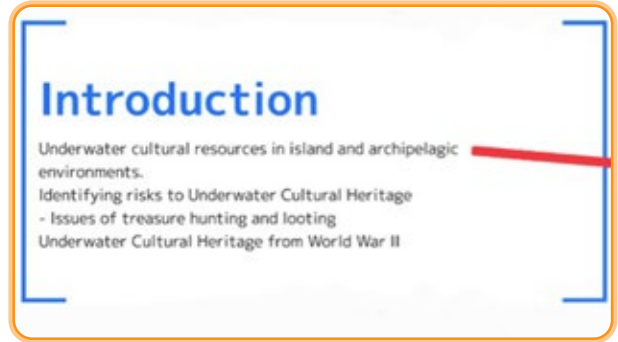 Introduction
Underwater cultural resources in island and archipelagic
environments.
Identifying risks to Underwater Cultural Heritage
- Issues of treasure hunting and looting
Underwater Cultural Heritage from World War II